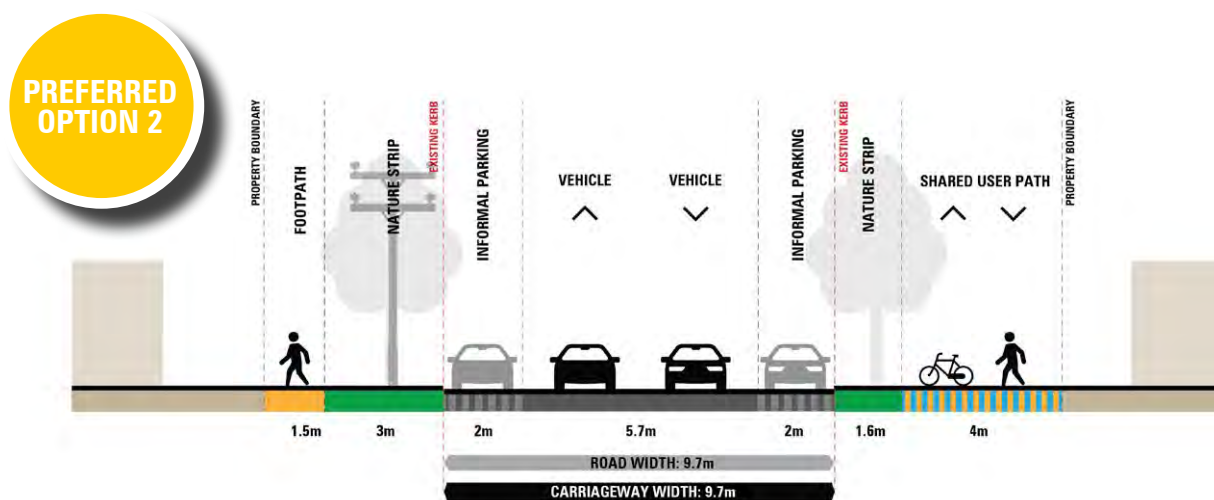 PREFERRED
OPTION 2
PROPERTY BOUNDARY
FOOTPATH
NATURE STRIP
EXISTING KERB
INFORMAL PARKING
VEHICLE
VEHICLE
INFORMAL PARKING
EXISTING KERB
NATURE STRIP
SHARED USER PATH
PROPERTY BOUNDARY
1.5m
3m
2m
5.7m
2m
1.6m
4m
ROAD WIDTH: 9.7m
CARRIAGEWAY WIDTH: 9.7m